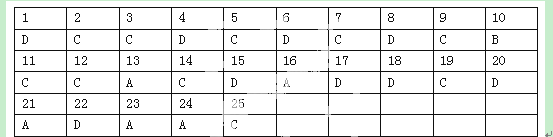 1 2 3 4 5 6 7 8 9 10
D C C D C D C D C B
11 12 13 14 15 16 17 18 19 20
C C A C D A D D C D
21 22 23 24 25
A D A A C